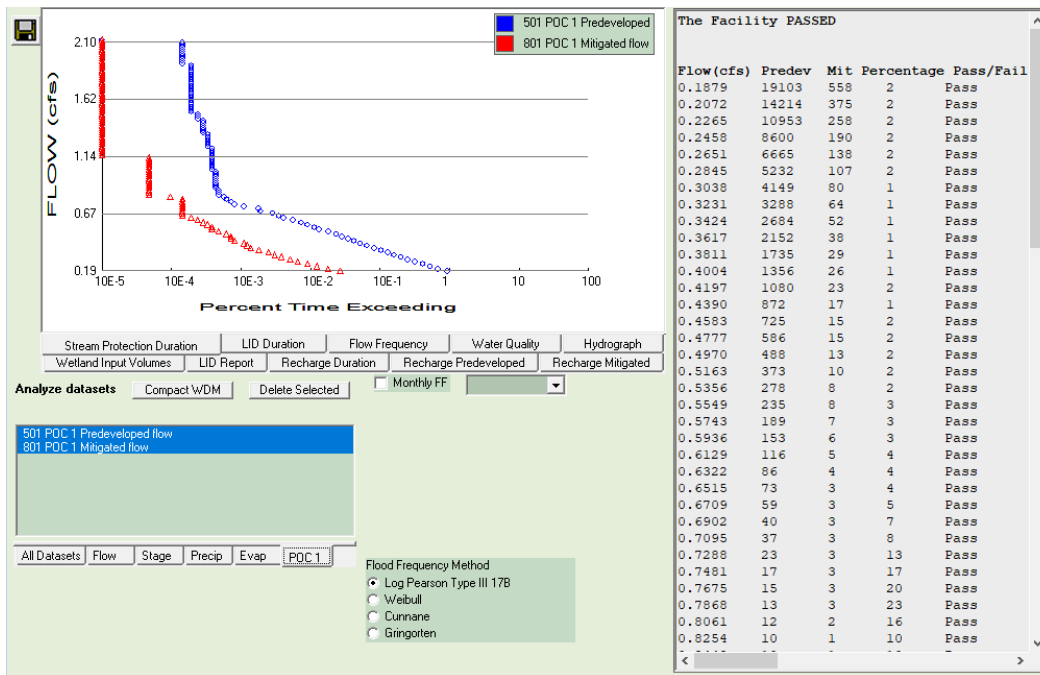 501 POC 1 Predeveloped
801 POC 1 Mitigated flow
FLOW (cfs)
2.10
1.62
1.14
0.67
0.19
10E-5 10E-4 10E-3 10E-2 10E-1 1 10 100
Percent Time Exceeding
Stream Protection Duration LID Duration Flow Frequency Water Quality Hydrograph
Wetland Input Volumes LID Report Recharge Duration Recharge Predeveloped Recharge Mitigated
Analyze datasets Compact WDM Delete Selected Monthly FF
501 POC 1 Predeveloped flow
801 POC 1 Mitigated flow
All Datasets Flow Stage Precip Evap POC 1
Flood Frequency Method
Log Pearson Type III 17B
Weibull
Cunnane
Gringorten
The Facility PASSED
Flow(cfs) Predev Mit Percentage Pass/Fail
0.1879 19103 558 2 Pass
0.2072 14214 375 2 Pass
0.2265 10953 258 2 Pass
0.2458 8600 190 2 Pass
0.2651 6665 138 2 Pass
0.2845 5232 107 2 Pass
0.3038 4149 80 1 Pass
0.3231 3288 64 1 Pass
0.3424 2684 52 1 Pass
0.3617 2152 38 1 Pass
0.3811 1735 29 1 Pass
0.4004 1356 26 1 Pass
0.4197 1080 23 2 Pass
0.4390 872 17 1 Pass
0.4583 725 15 2 Pass
0.4777 586 15 2 Pass
0.4970 488 13 2 Pass
0.5163 373 10 2 Pass
0.5356 278 8 2 Pass
0.5549 235 8 3 Pass
0.5743 189 7 3 Pass
0.5936 153 6 3 Pass
0.6129 116 5 4 Pass
0.6322 86 4 4 Pass
0.6515 73 3 4 Pass
0.6709 59 3 5 Pass
0.6902 40 3 7 Pass
0.7095 37 3 8 Pass
0.7288 23 3 13 Pass
0.7481 17 3 17 Pass
0.7675 15 3 20 Pass
0.7868 13 3 23 Pass
0.8061 12 2 16 Pass
0.8254 10 1 10 Pass